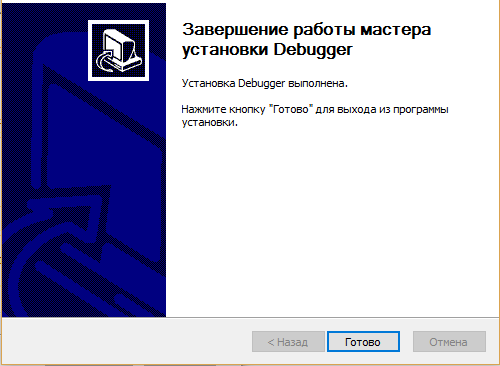 Завершение работы мастера
установки Debugger
Установка Debugger выполнена.
Нажмите кнопку "Готово" для выхода из программы
установки.
< Назад
Готово
Отмена